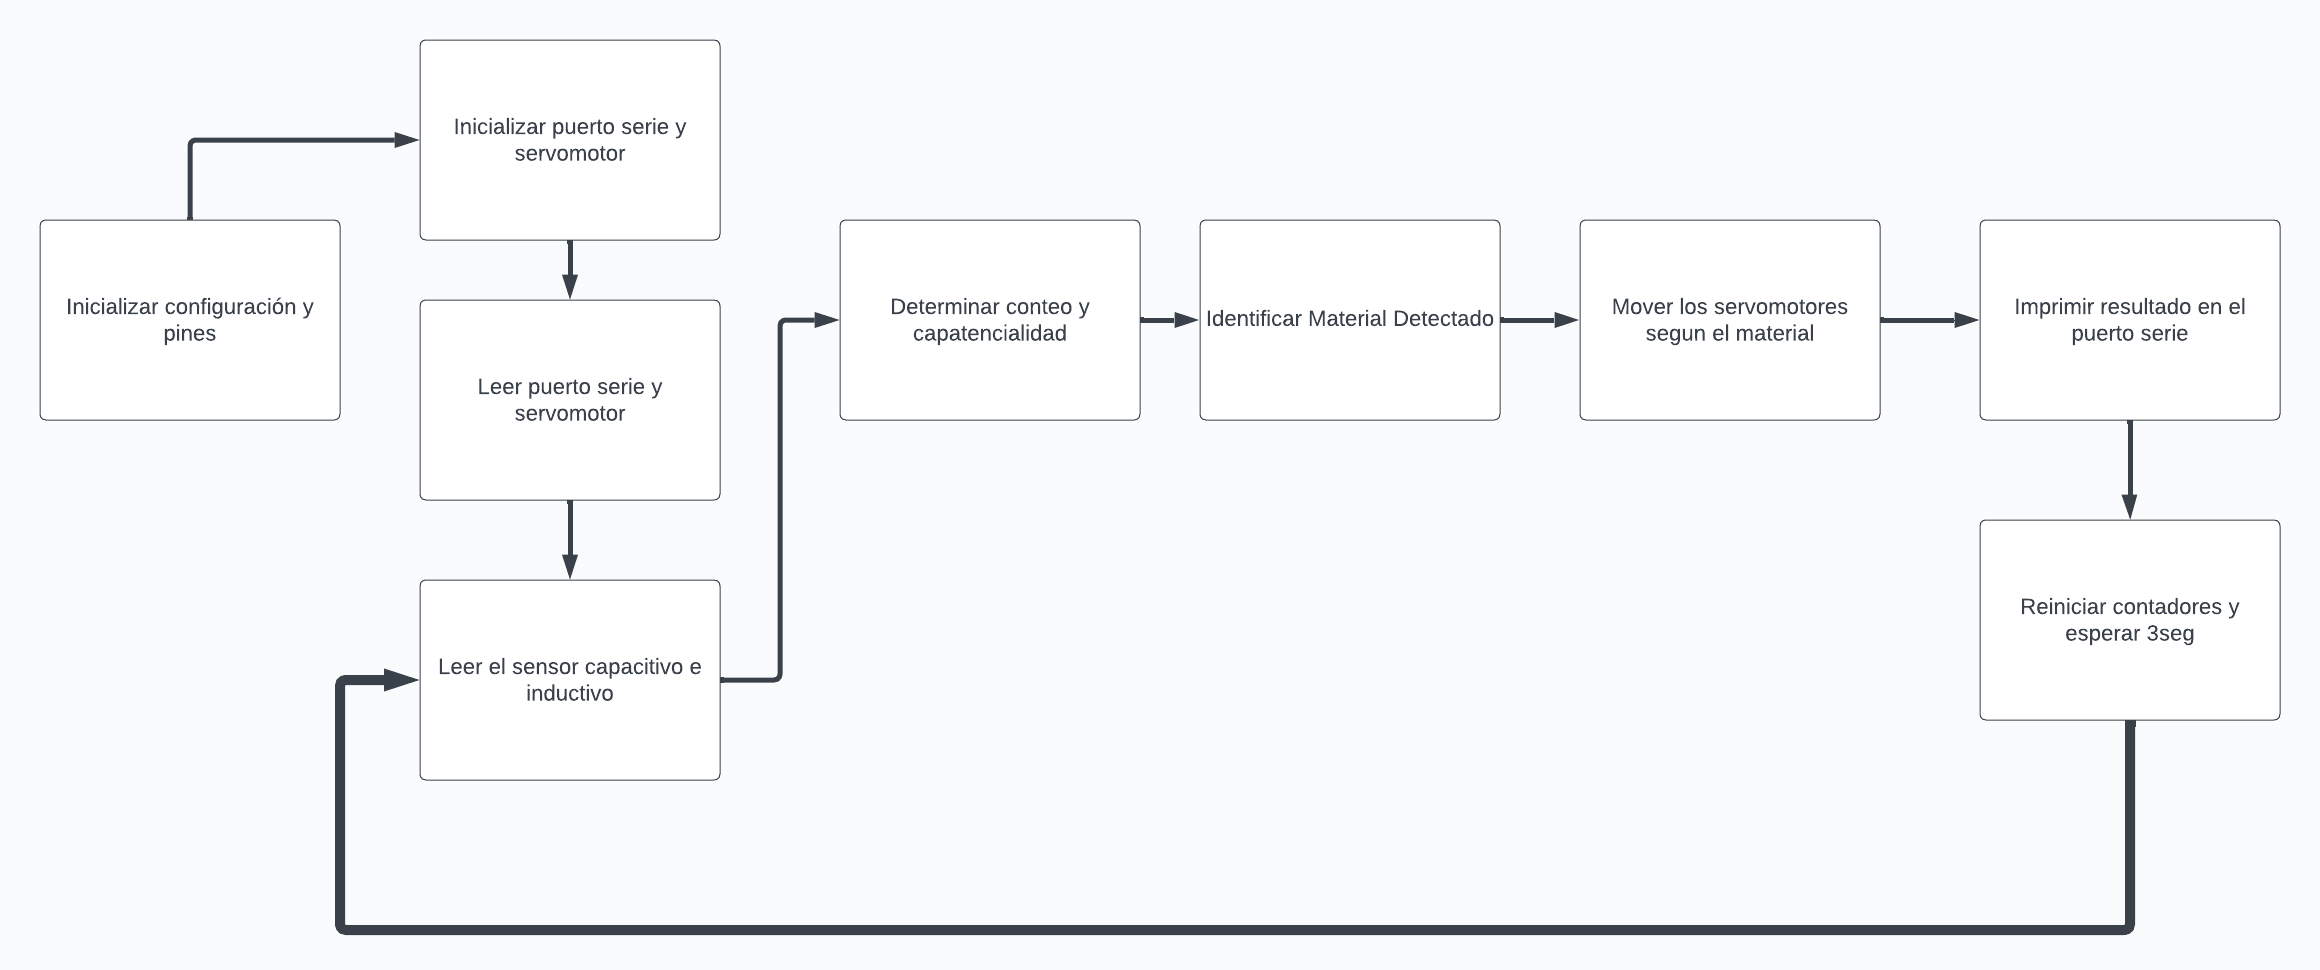 Inicializar configuración y
pines
Inicializar puerto serie y
servomotor
Leer puerto serie y
servomotor
Leer el sensor capacitivo e
inductivo
Determinar conteo y
capatencialidad
Identificar Material Detectado
Mover los servomotores
segun el material
Imprimir resultado en el
puerto serie
Reiniciar contadores y
esperar 3seg